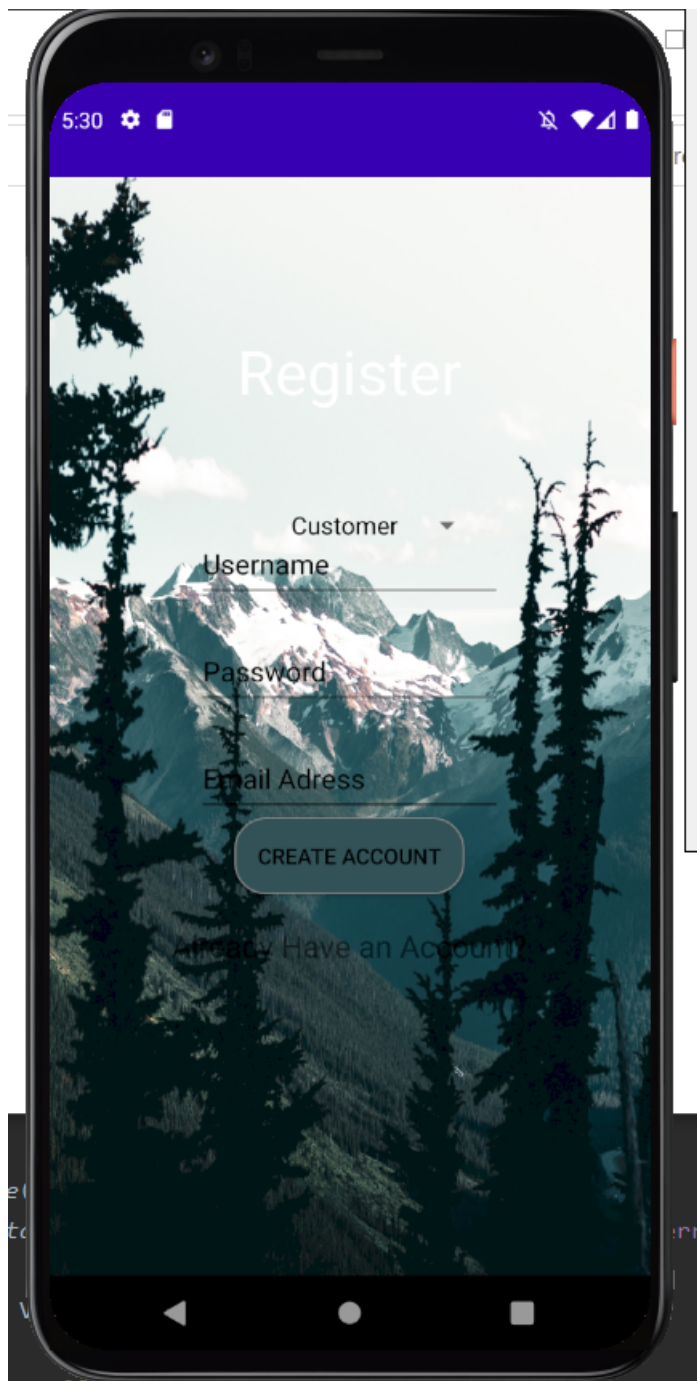 5:30
Register
Customer
Username
Password
Email Adress
CREATE ACCOUNT
Already Have an Account?